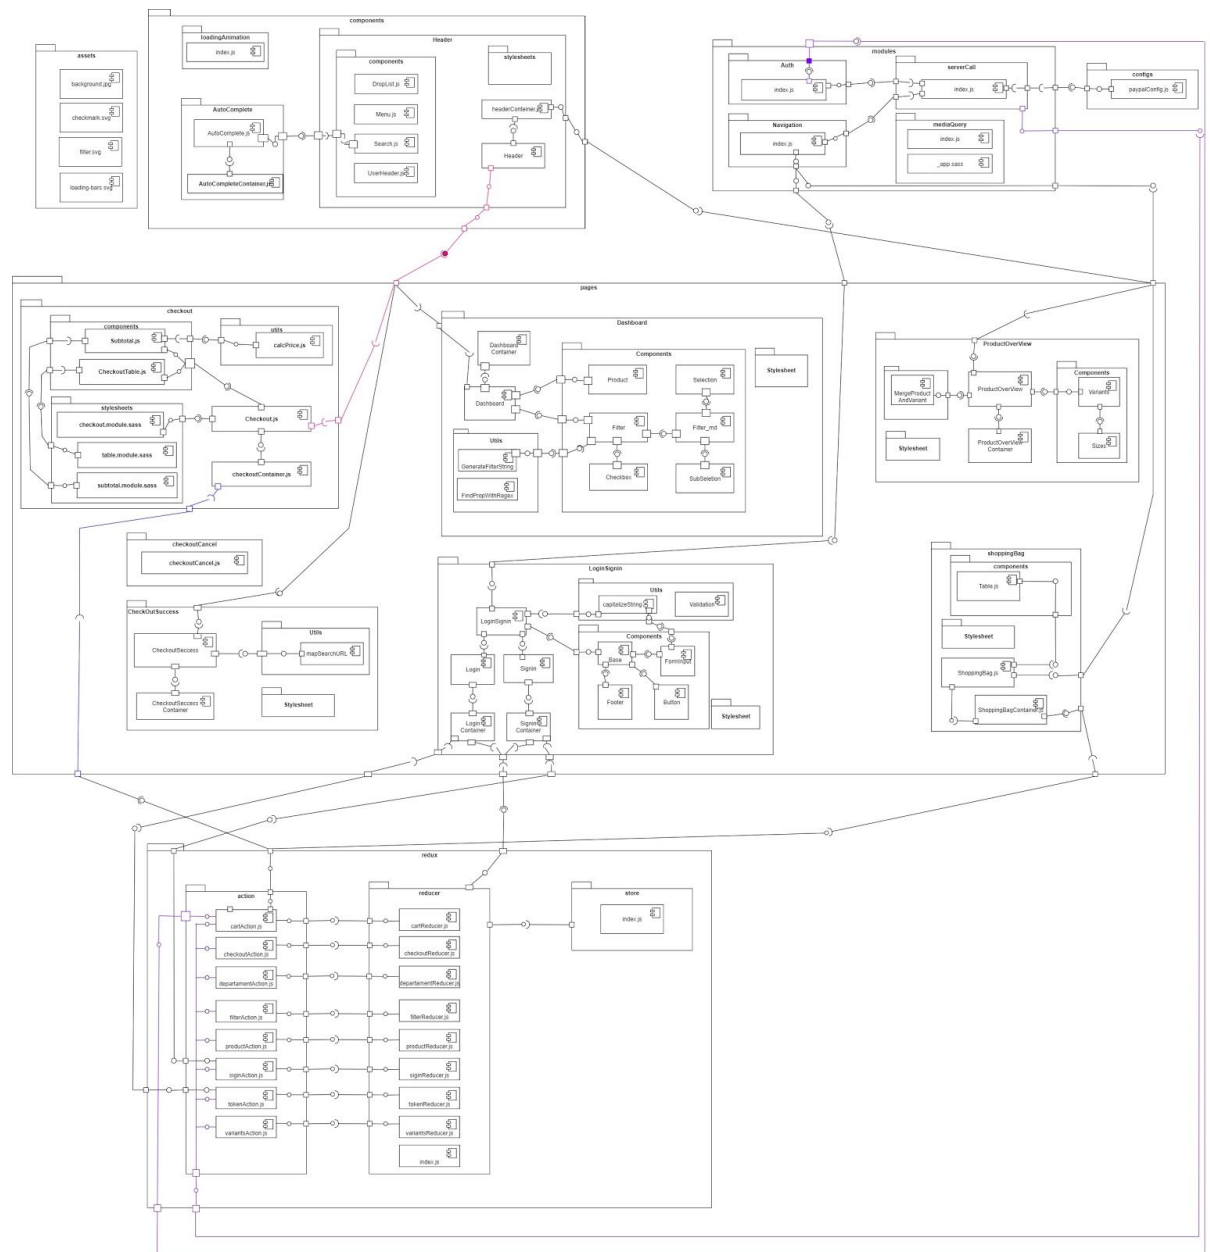 components
loadingAnimation
index.js
Header
components
DropList.js
Menu.js
Search.js
UserHeader.js
stylesheets
headerConteiner.js
Header
AutoComplete
AutoComplete.js
AutoCompleteContainer.js
assets
background.jpg
checkmark.svg
filter.svg
loading-bars.svg
modules
Auth
index.js
serverCall
index.js
Navigation
index.js
mediaQuery
index.js
_app.sass
configs
paypalConfig.js
pages
checkout
components
Subtotal.js
CheckoutTable.js
utils
calcPrice.js
stylesheets
checkout.module.sass
table.module.sass
subtotal.module.sass
Checkout.js
checkoutContainer.js
Dashboard
Dashboard
Container
Dashboard
Components
Product
Selection
Filter
Filter_md
Checkbox
SubSeletion
Utils
GenerateFilterString
FindPropWithRegex
Stylesheet
ProductOverView
MergeProduct
AndVariant
ProductOverView
ProductOverView
Container
Stylesheet
Components
Variants
Sizes
checkoutCancel
checkoutCancel.js
CheckOutSuccess
CheckoutSeccess
CheckoutSeccess
Container
Utils
mapSearchURL
Stylesheet
LoginSignin
LoginSignin
Login
Signin
Login
Container
Signin
Container
Utils
capitalizeString
Validation
Components
Base
FormInput
Footer
Button
Stylesheet
shoppingBag
components
Table.js
Stylesheet
ShoppingBag.js
ShoppingBagContainer.js
redux
action
cartAction.js
checkoutAction.js
departamentAction.js
filterAction.js
productAction.js
siginAction.js
tokenAction.js
variantsAction.js
reducer
cartReducer.js
checkoutReducer.js
departamentReducer.js
filterReducer.js
productReducer.js
siginReducer.js
tokenReducer.js
variantsReducer.js
index.js
store
index.js